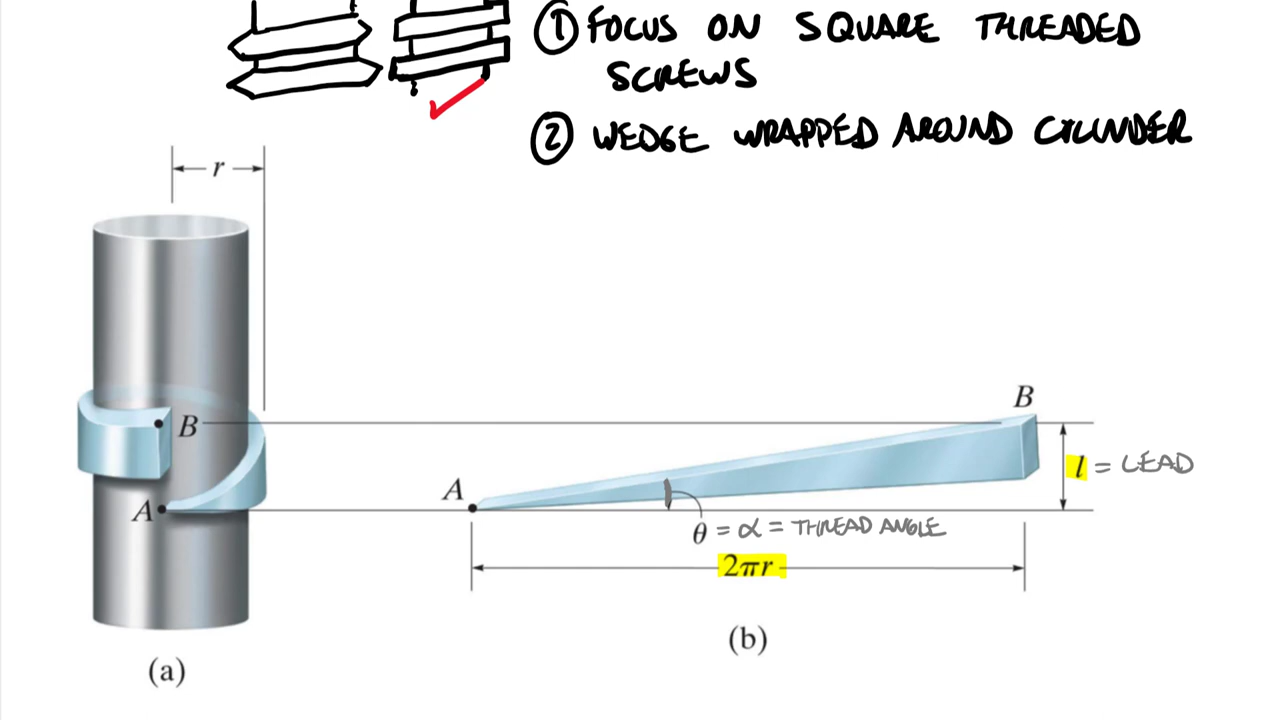 ① FOCUS ON SQUARE THREADED
SCREWS
② WEDGE WRAPPED AROUND CYLINDER
r
B
A
B
A
l = LEAD
θ = α = THREAD ANGLE
2πr
(b)
(a)